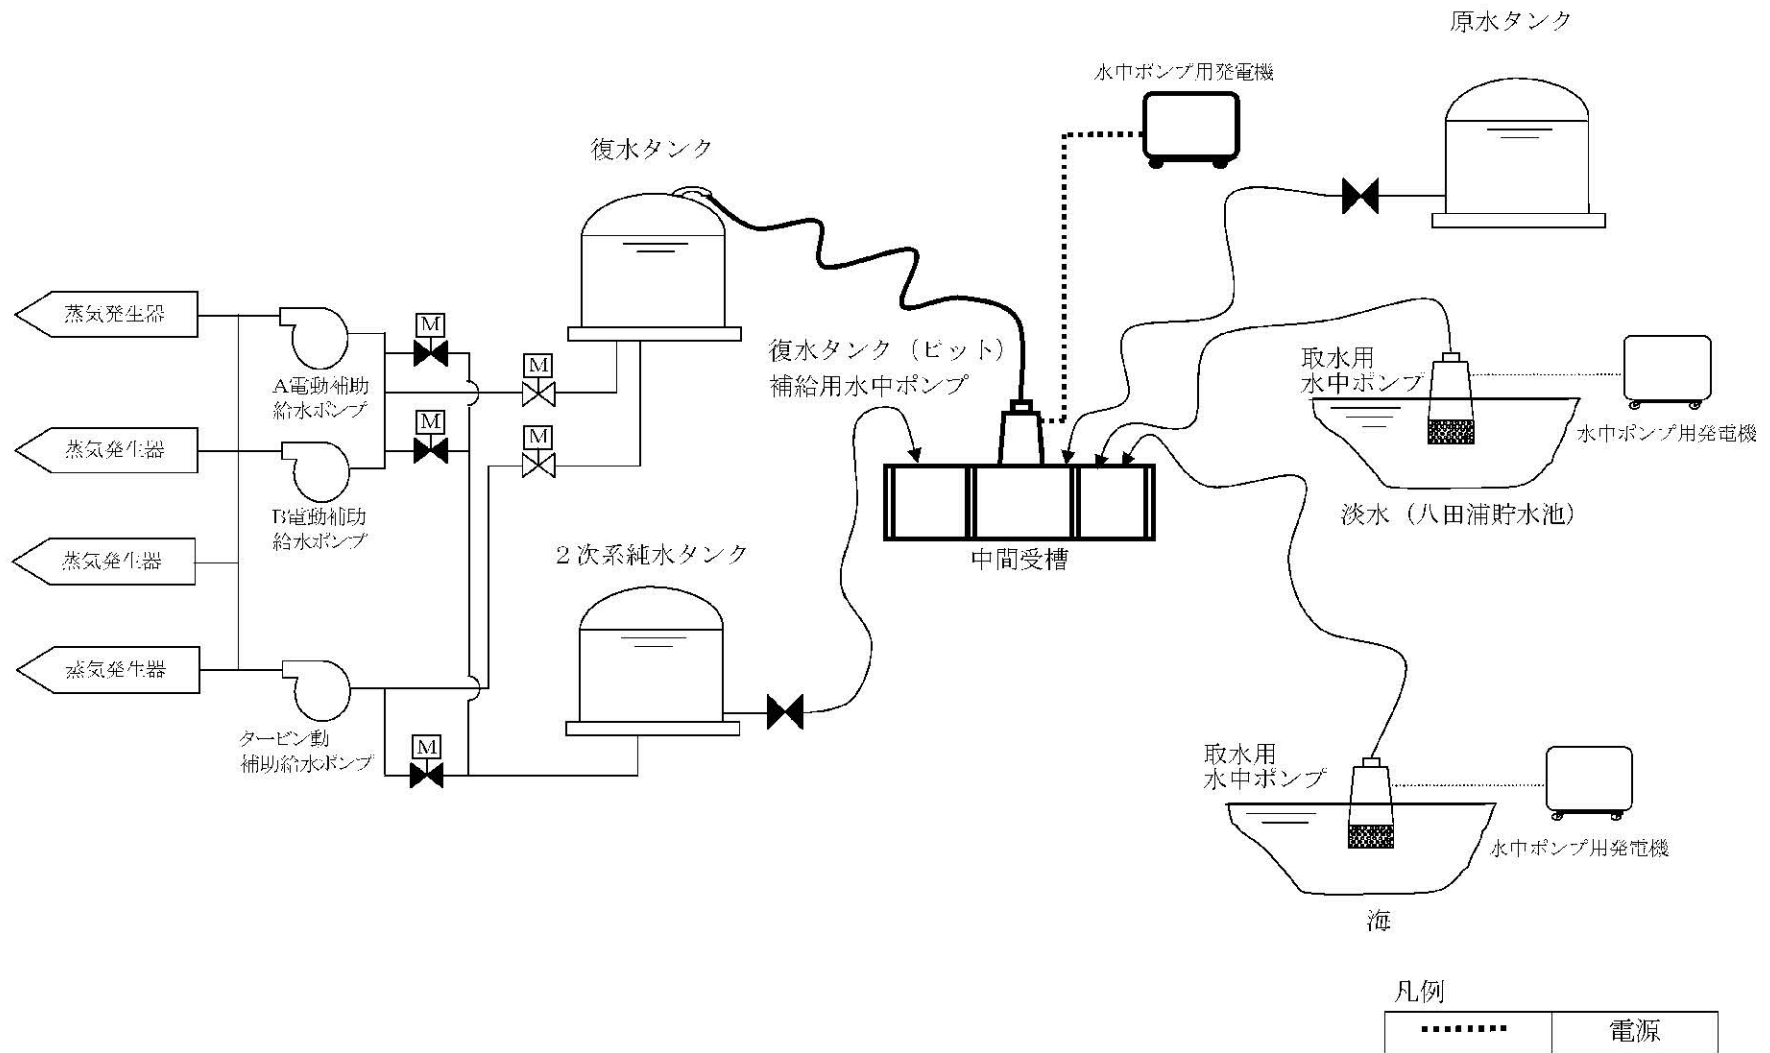 原水タンク
水中ポンプ用発電機
復水タンク
蒸気発生器
M
A電動補助
給水ポンプ
M
復水タンク（ピット）
補給用水中ポンプ
取水用
水中ポンプ
水中ポンプ用発電機
蒸気発生器
M
M
B電動補助
給水ポンプ
淡水（八田浦貯水池）
蒸気発生器
2次系純水タンク
中間受槽
蒸気発生器
タービン動
補助給水ポンプ
M
取水用
水中ポンプ
水中ポンプ用発電機
海
凡例
電源